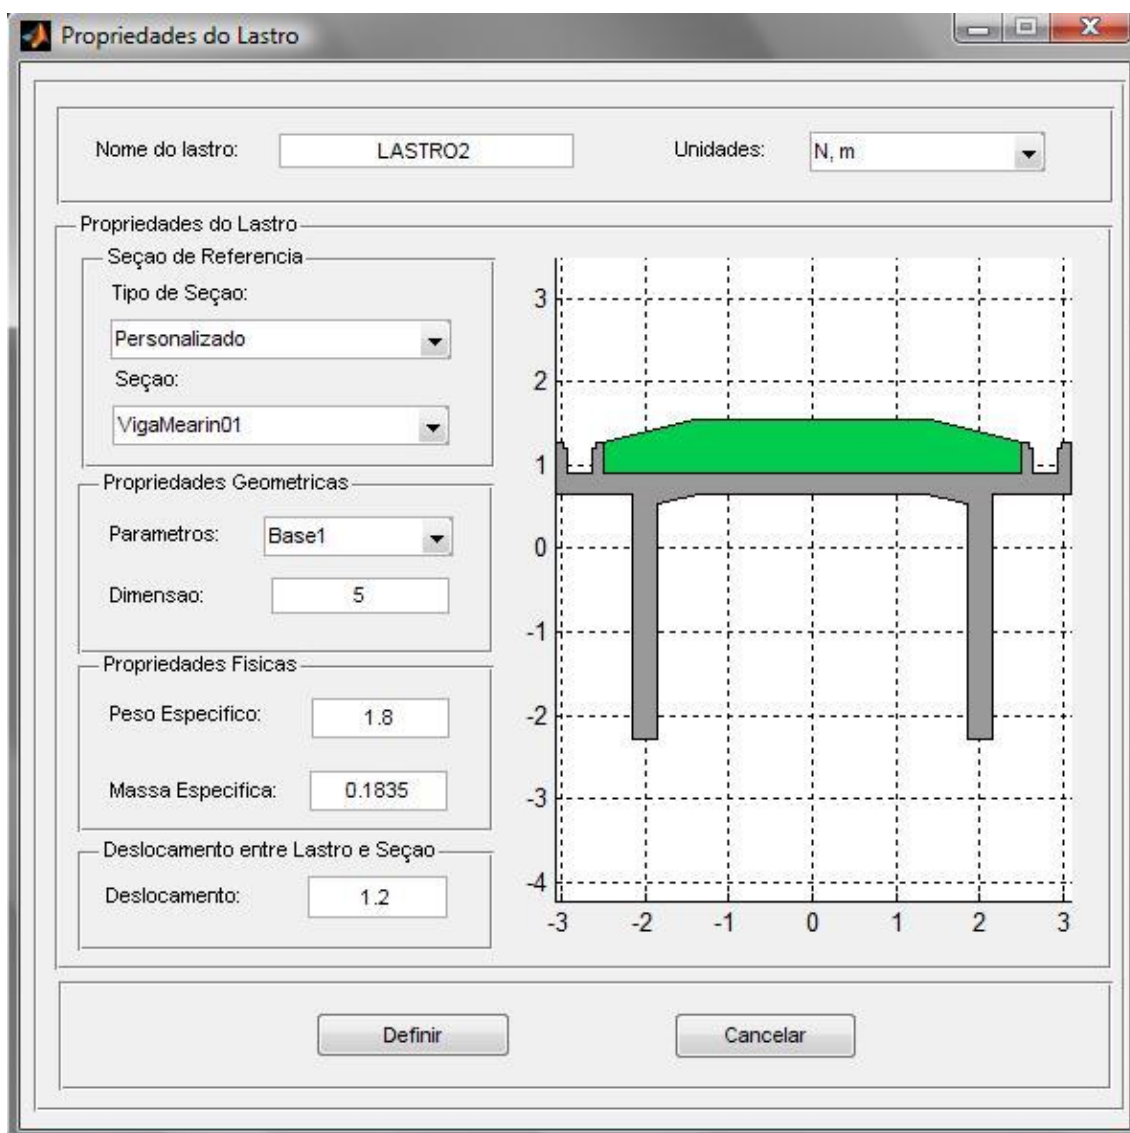 Propriedades do Lastro
Nome do lastro: LASTRO2 Unidades: N, m
Propriedades do Lastro
Seçao de Referencia
Tipo de Seçao:
Personalizado
Seçao:
VigaMearin01
Propriedades Geometricas
Parametros: Base1
Dimensao: 5
Propriedades Fisicas
Peso Especifico: 1.8
Massa Especifica: 0.1835
Deslocamento entre Lastro e Seçao
Deslocamento: 1.2
3
2
1
0
-1
-2
-3
-4
-3 -2 -1 0 1 2 3
Definir Cancelar